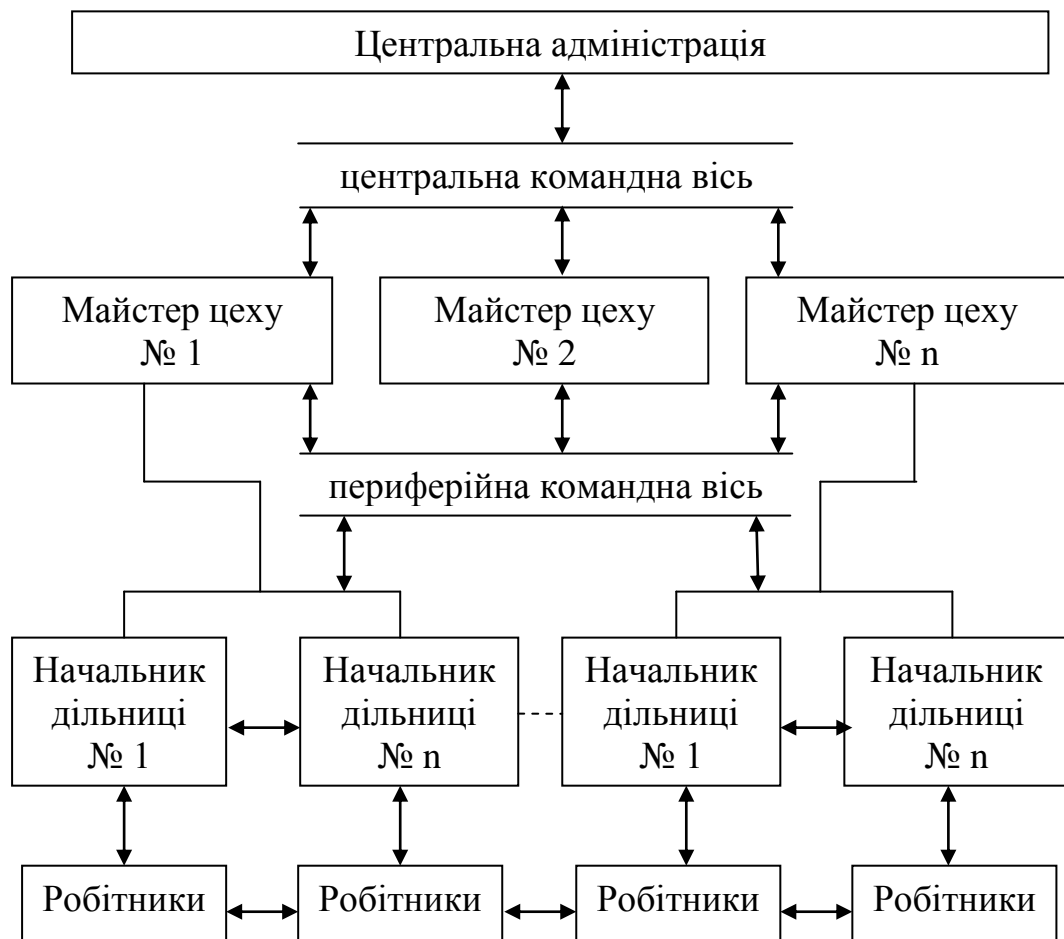 Центральна адміністрація
центральна командна вісь
Майстер цеху
№ 1
Майстер цеху
№ 2
Майстер цеху
№ n
периферійна командна вісь
Начальник
дільниці
№ 1
Начальник
дільниці
№ n
Начальник
дільниці
№ 1
Начальник
дільниці
№ n
Робітники
Робітники
Робітники
Робітники